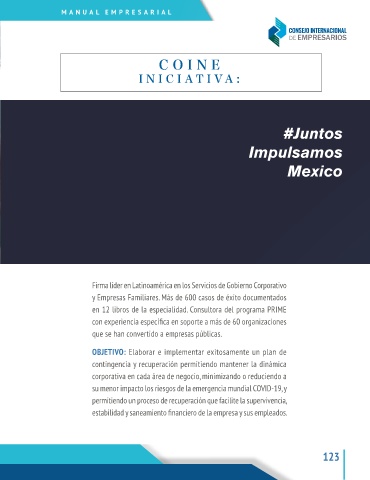 MANUAL EMPRESARIAL
CONSEJO INTERNACIONAL
DE EMPRESARIOS
COINE
INICIATIVA:
#Juntos
Impulsamos
Mexico
Firma líder en Latinoamérica en los Servicios de Gobierno Corporativo
y Empresas Familiares. Más de 600 casos de éxito documentados
en 12 libros de la especialidad. Consultora del programa PRIME
con experiencia específica en soporte a más de 60 organizaciones
que se han convertido a empresas públicas.
OBJETIVO: Elaborar e implementar exitosamente un plan de
contingencia y recuperación permitiendo mantener la dinámica
corporativa en cada área de negocio, minimizando o reduciendo a
su menor impacto los riesgos de la emergencia mundial COVID-19, y
permitiendo un proceso de recuperación que facilite la supervivencia,
estabilidad y saneamiento financiero de la empresa y sus empleados.
123